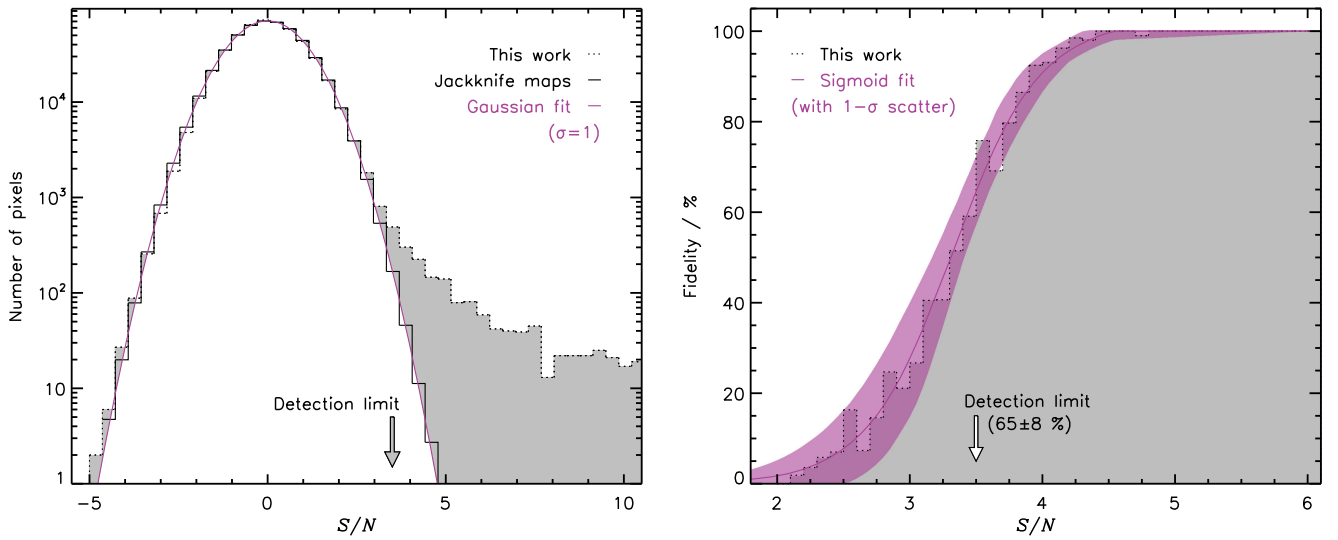 This work
Jackknife maps
Gaussian fit
(σ=1)
Detection limit
Number of pixels
10⁴
10³
10²
10
1
−5
0
5
10
S/N
This work
Sigmoid fit
(with 1−σ scatter)
Detection limit
(65±8 %)
Fidelity / %
100
80
60
40
20
0
2
3
4
5
6
S/N